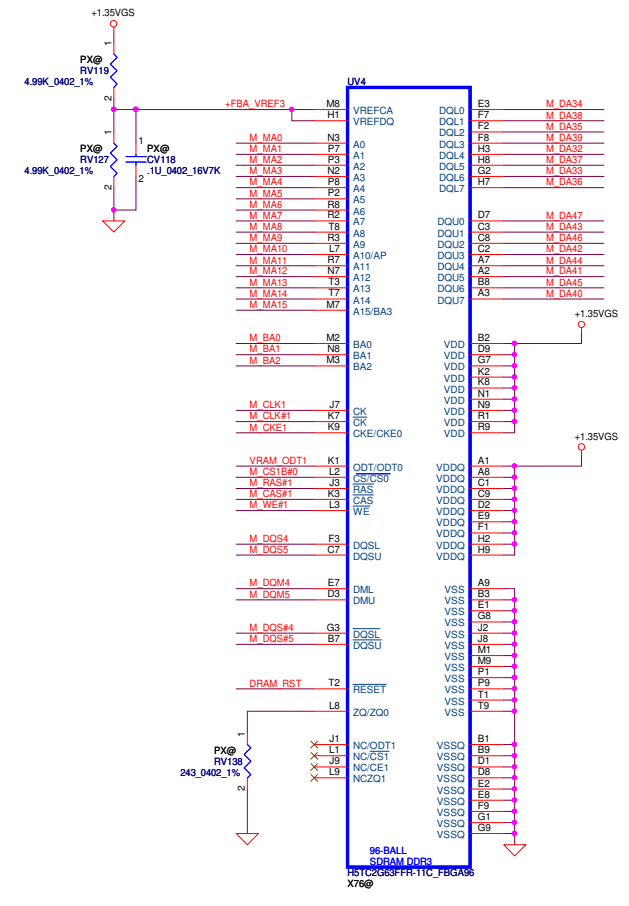 +1.35VGS
1
PX@
RV119
4.99K_0402_1%
2
+FBA_VREF3
1
PX@
RV127
4.99K_0402_1%
2
1
PX@
CV118
.1U_0402_16V7K
2
UV4
M8 VREFCA
H1 VREFDQ
M_MA0 N3 A0
M_MA1 P7 A1
M_MA2 P3 A2
M_MA3 N2 A3
M_MA4 P8 A4
M_MA5 P2 A5
M_MA6 R8 A6
M_MA7 R2 A7
M_MA8 T8 A8
M_MA9 R3 A9
M_MA10 L7 A10/AP
M_MA11 R7 A11
M_MA12 N7 A12
M_MA13 T3 A13
M_MA14 T7 A14
M_MA15 M7 A15/BA3
M_BA0 M2 BA0
M_BA1 N8 BA1
M_BA2 M3 BA2
M_CLK1 J7 CK
M_CLK#1 K7 CK
M_CKE1 K9 CKE/CKE0
VRAM_ODT1 K1 ODT/ODT0
M_CS1B#0 L2 CS/CS0
M_RAS#1 J3 RAS
M_CAS#1 K3 CAS
M_WE#1 L3 WE
M_DQS4 F3 DQSL
M_DQS5 C7 DQSU
M_DQM4 E7 DML
M_DQM5 D3 DMU
M_DQS#4 G3 DQSL
M_DQS#5 B7 DQSU
DRAM_RST T2 RESET
L8 ZQ/ZQ0
1
PX@
RV138
243_0402_1%
2
J1 NC/ODT1
L1 NC/CS1
J9 NC/CE1
L9 NCZQ1
DQL0 E3 M_DA34
DQL1 F7 M_DA38
DQL2 F2 M_DA35
DQL3 F8 M_DA39
DQL4 H3 M_DA32
DQL5 H8 M_DA37
DQL6 G2 M_DA33
DQL7 H7 M_DA36
DQU0 D7 M_DA47
DQU1 C3 M_DA43
DQU2 C8 M_DA46
DQU3 C2 M_DA42
DQU4 A7 M_DA44
DQU5 A2 M_DA41
DQU6 B8 M_DA45
DQU7 A3 M_DA40
+1.35VGS
VDD B2
VDD D9
VDD G7
VDD K2
VDD K8
VDD N1
VDD N9
VDD R1
VDD R9
+1.35VGS
VDDQ A1
VDDQ A8
VDDQ C1
VDDQ C9
VDDQ D2
VDDQ E9
VDDQ F1
VDDQ H2
VDDQ H9
VSS A9
VSS B3
VSS E1
VSS G8
VSS J2
VSS J8
VSS M1
VSS M9
VSS P1
VSS P9
VSS T1
VSS T9
VSSQ B1
VSSQ B9
VSSQ D1
VSSQ D8
VSSQ E2
VSSQ E8
VSSQ F9
VSSQ G1
VSSQ G9
96-BALL
SDRAM DDR3
H5TC2G63FFR-11C_FBGA96
X76@